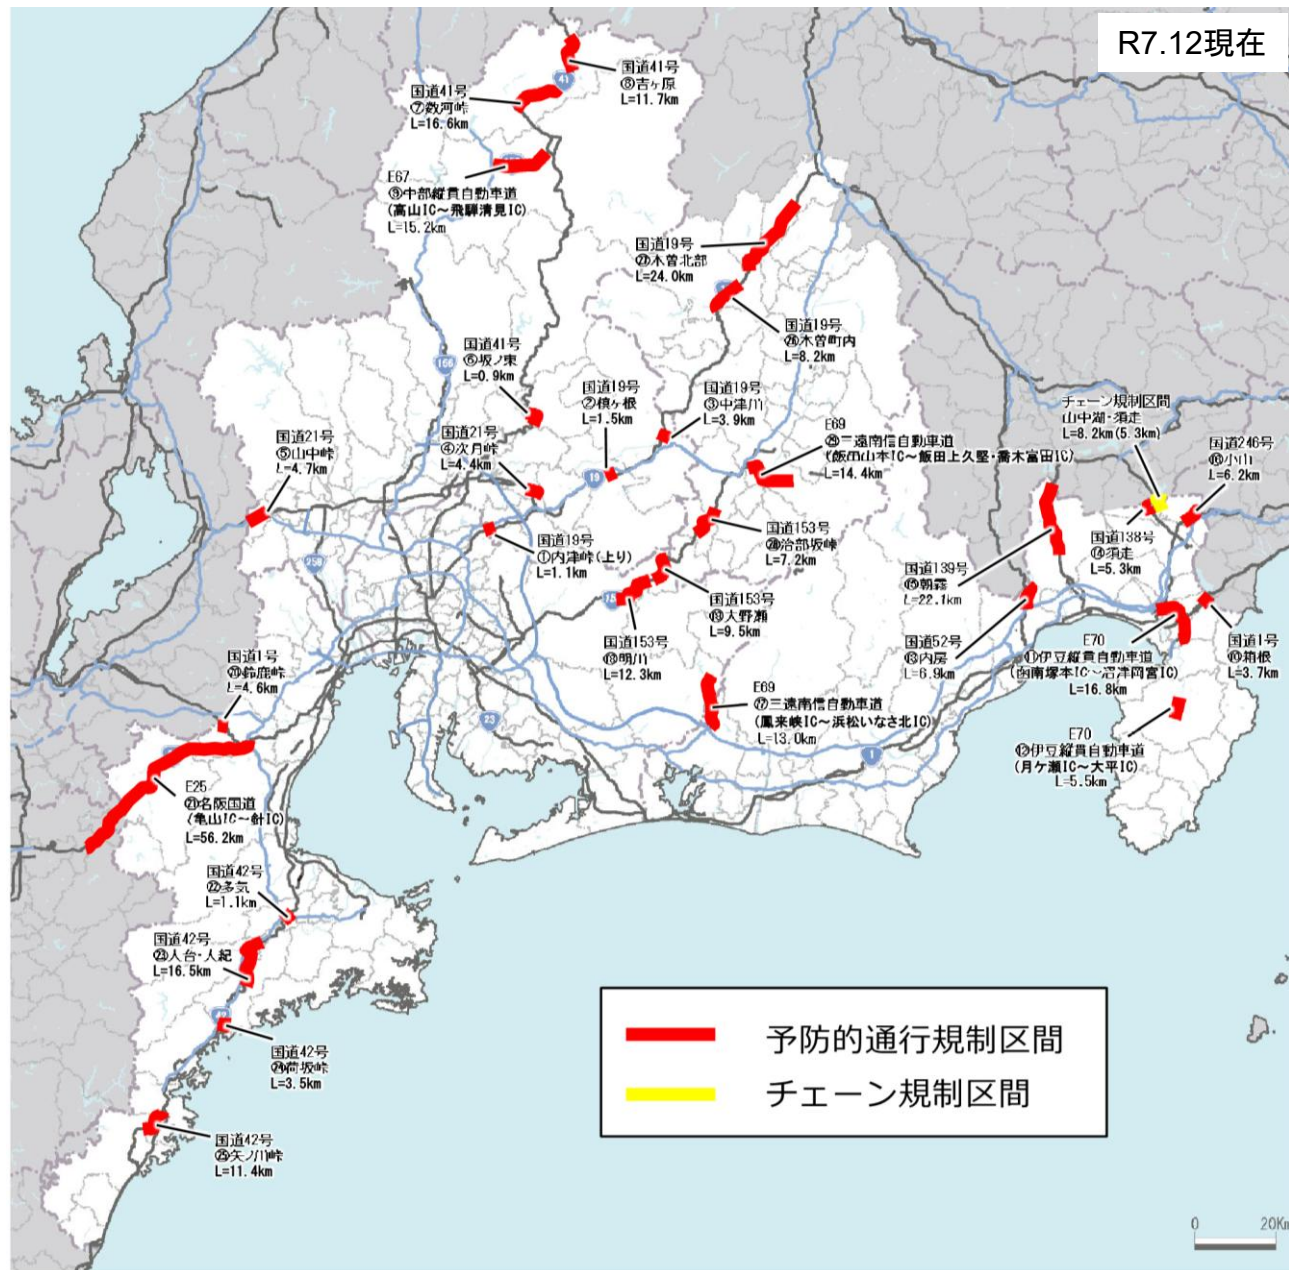 R7.12現在
国道41号
⑧吉ヶ原
L=11.7km
国道41号
⑦数河峠
L=16.6km
41
E67
⑨中部縦貫自動車道
(高山IC～飛騨清見IC)
L=15.2km
国道19号
㉗木曽北部
L=24.0km
国道19号
㉖木曽町内
L=8.2km
国道41号
⑥坂ノ東
L=0.9km
国道19号
②槙ヶ根
L=1.5km
国道19号
③中津川
L=3.9km
チェーン規制区間
山中湖・須走
L=8.2km(5.3km)
E69
(飯田山本IC～飯田上久堅・喬木富田IC)
L=14.4km
三遠南信自動車道
国道246号
⑯小山
L=6.2km
国道21号
⑤山中峠
L=4.7km
国道21号
④次月峠
L=4.4km
19
国道19号
①内津峠(上り)
L=1.1km
258
国道153号
㉘治部坂峠
L=7.2km
国道138号
⑭須走
L=5.3km
国道139号
⑮朝霧
L=22.1km
国道153号
⑲大野瀬
L=9.5km
国道153号
⑱明川
L=12.3km
国道52号
⑬内房
L=6.9km
E70
⑪伊豆縦貫自動車道
(函南塚本IC～沼津岡宮IC)
L=16.8km
国道1号
⑩箱根
L=3.7km
国道1号
⑳鈴鹿峠
L=4.6km
E69
⑰三遠南信自動車道
(鳳来峡IC～浜松いなさ北IC)
L=13.0km
23
1
E70
⑫伊豆縦貫自動車道
(月ケ瀬IC～大平IC)
L=5.5km
E25
㉑名阪国道
(亀山IC～針IC)
L=56.2km
国道42号
㉒多気
L=1.1km
国道42号
L=16.5km
42
国道42号
㉔荷坂峠
L=3.5km
国道42号
㉕矢ノ川峠
L=11.4km
予防的通行規制区間
チェーン規制区間
0 20Km